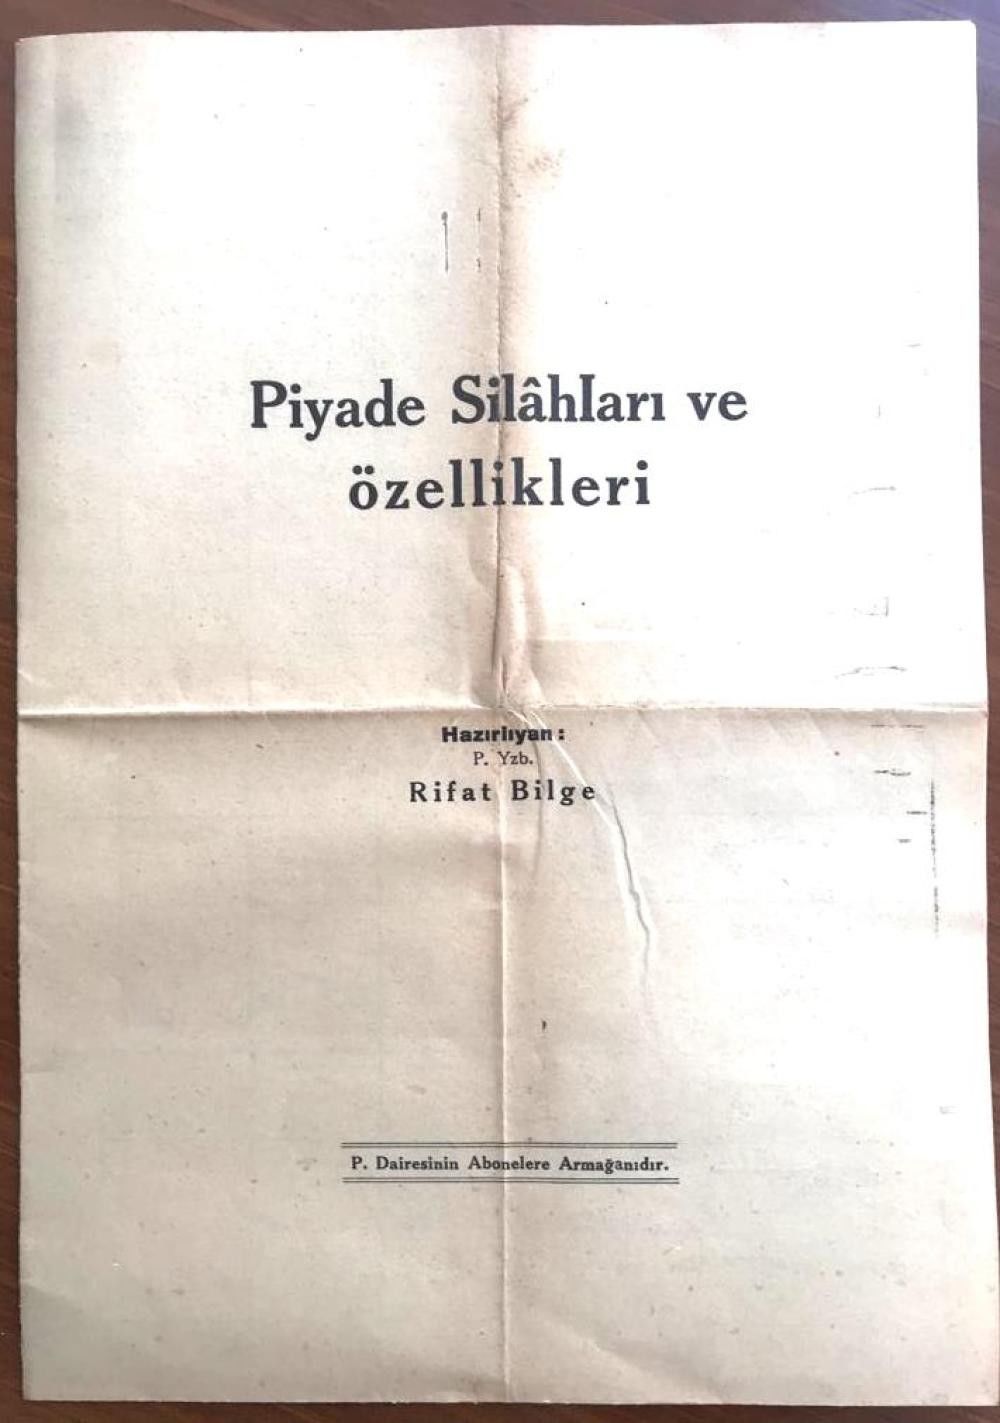 Piyade Silâhları ve
özellikleri
Hazırlıyan :
P. Yzb.
Rifat Bilge
P. Dairesinin Abonelere Armağanıdır.